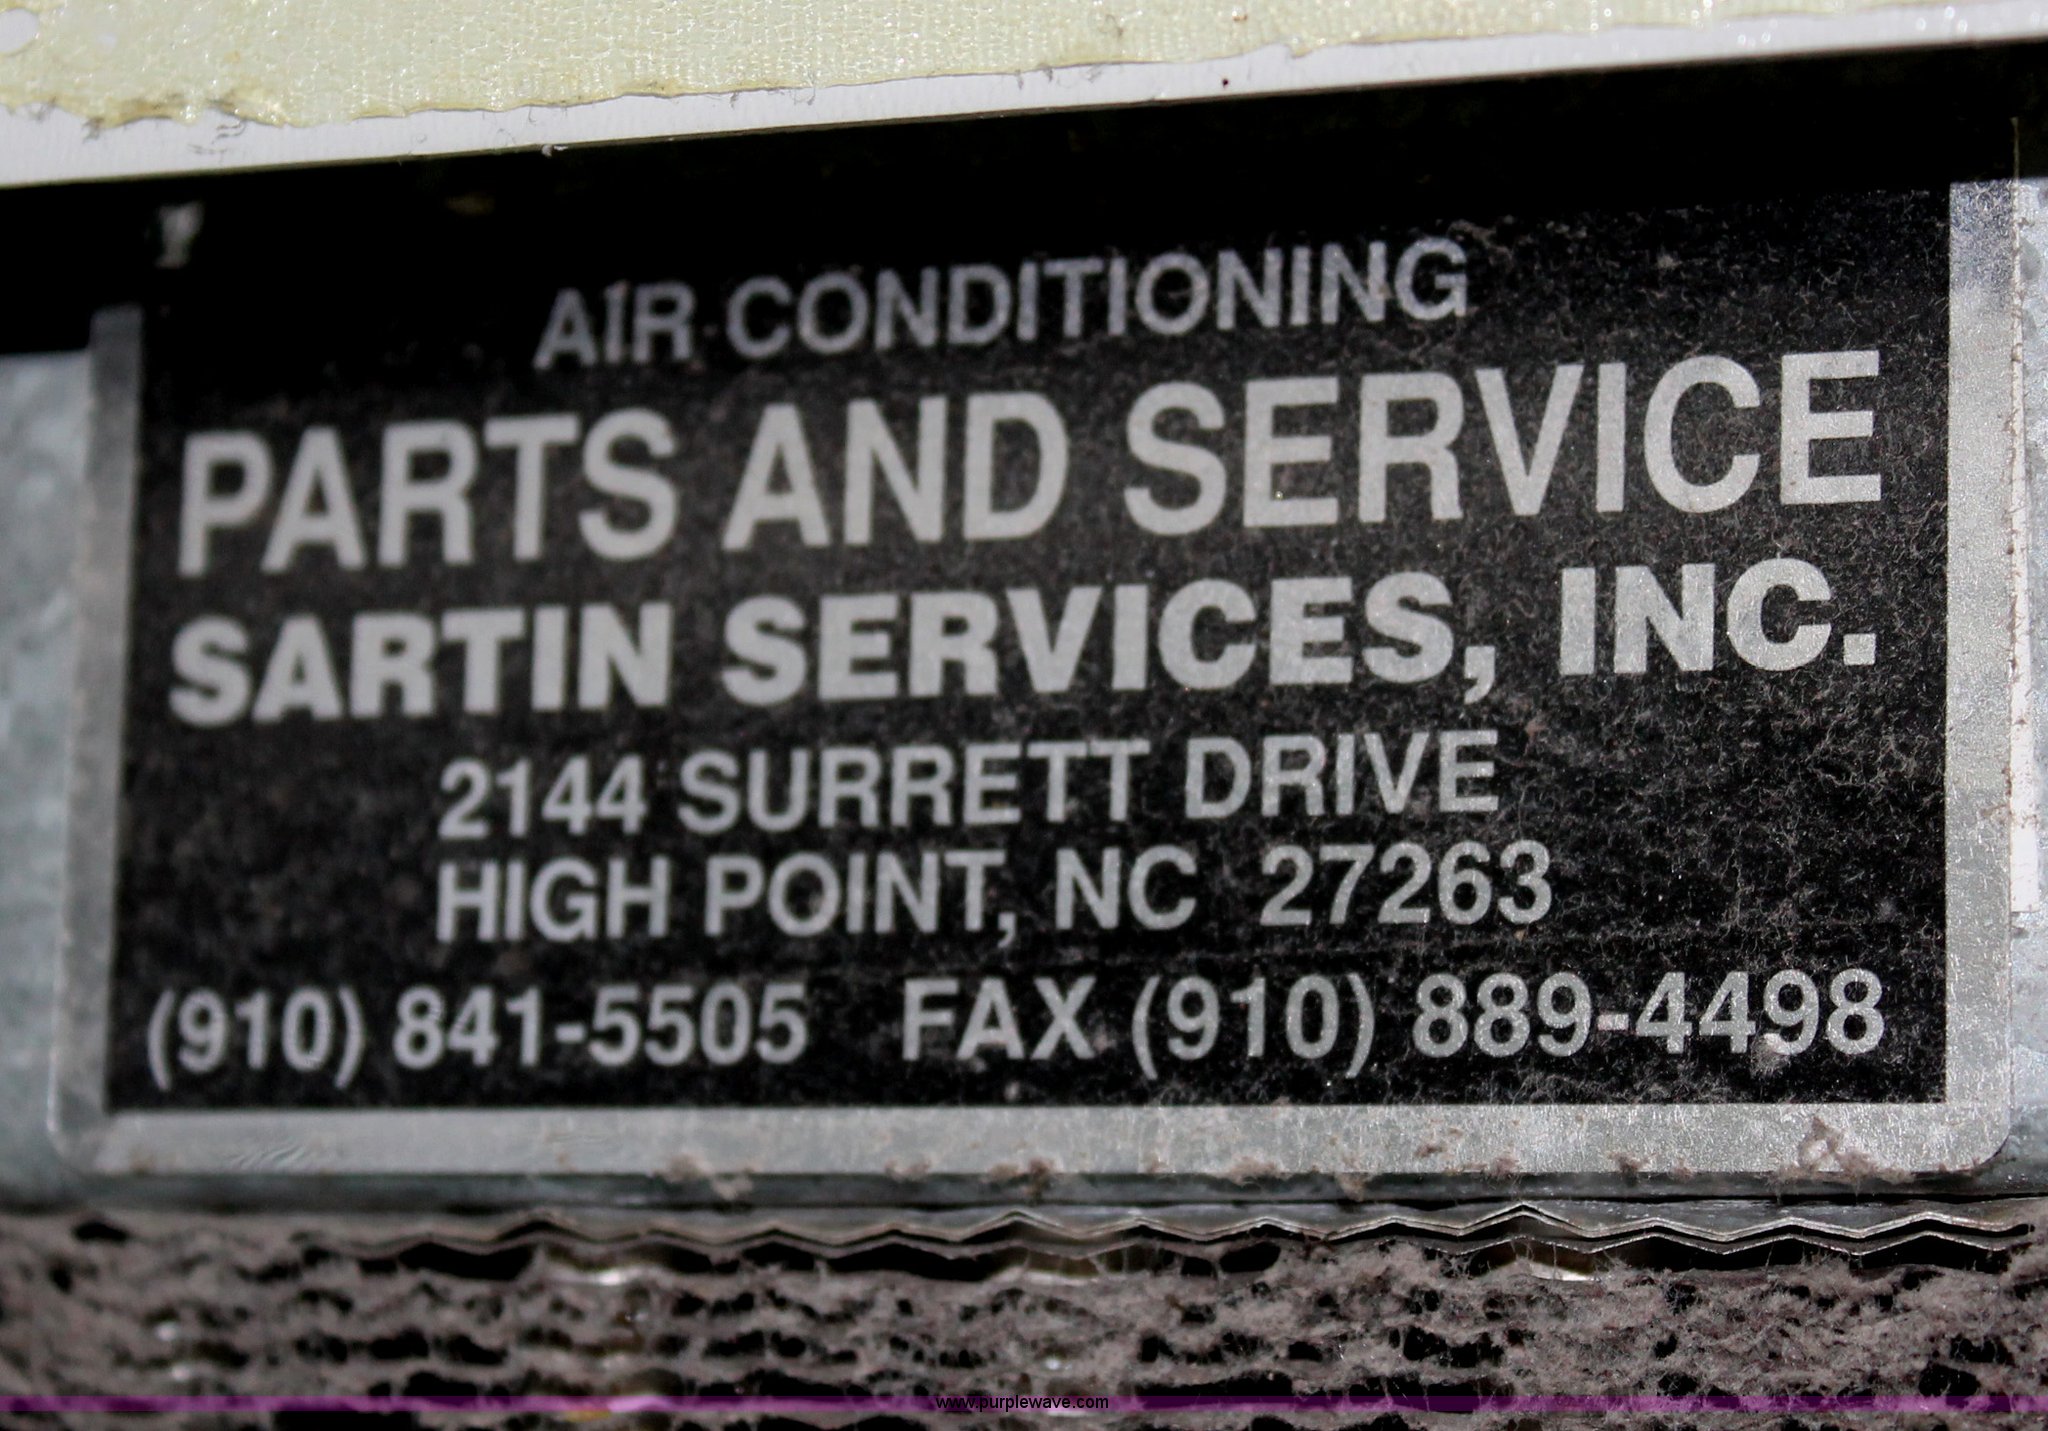 AIR CONDITIONING
PARTS AND SERVICE
SARTIN SERVICES, INC.
2144 SURRETT DRIVE
HIGH POINT, NC 27263
(910) 841-5505 FAX (910) 889-4498
www.purplewave.com